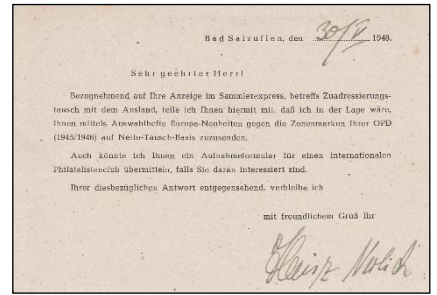 Bad Salzuflen, den 30/V 1948.
Sehr geehrter Herr!
Bezugnehmend auf Ihre Anzeige im Sammlerexpress, betreffs Zuadressierungs-
tausch mit dem Ausland, teile ich Ihnen hiermit mit, daß ich in der Lage wäre,
Ihnen mittels Auswahlhefte Europa-Neuheiten gegen die Zonenmarken Ihrer OPD
(1945/1946) auf Netto-Tausch-Basis zuzusenden.
Auch könnte ich Ihnen ein Aufnahmeformular für einen internationalen
Philatelistenclub übermitteln, falls Sie daran interessiert sind.
Ihrer diesbezüglichen Antwort entgegensehend, verbleibe ich
mit freundlichem Gruß Ihr
Heinz